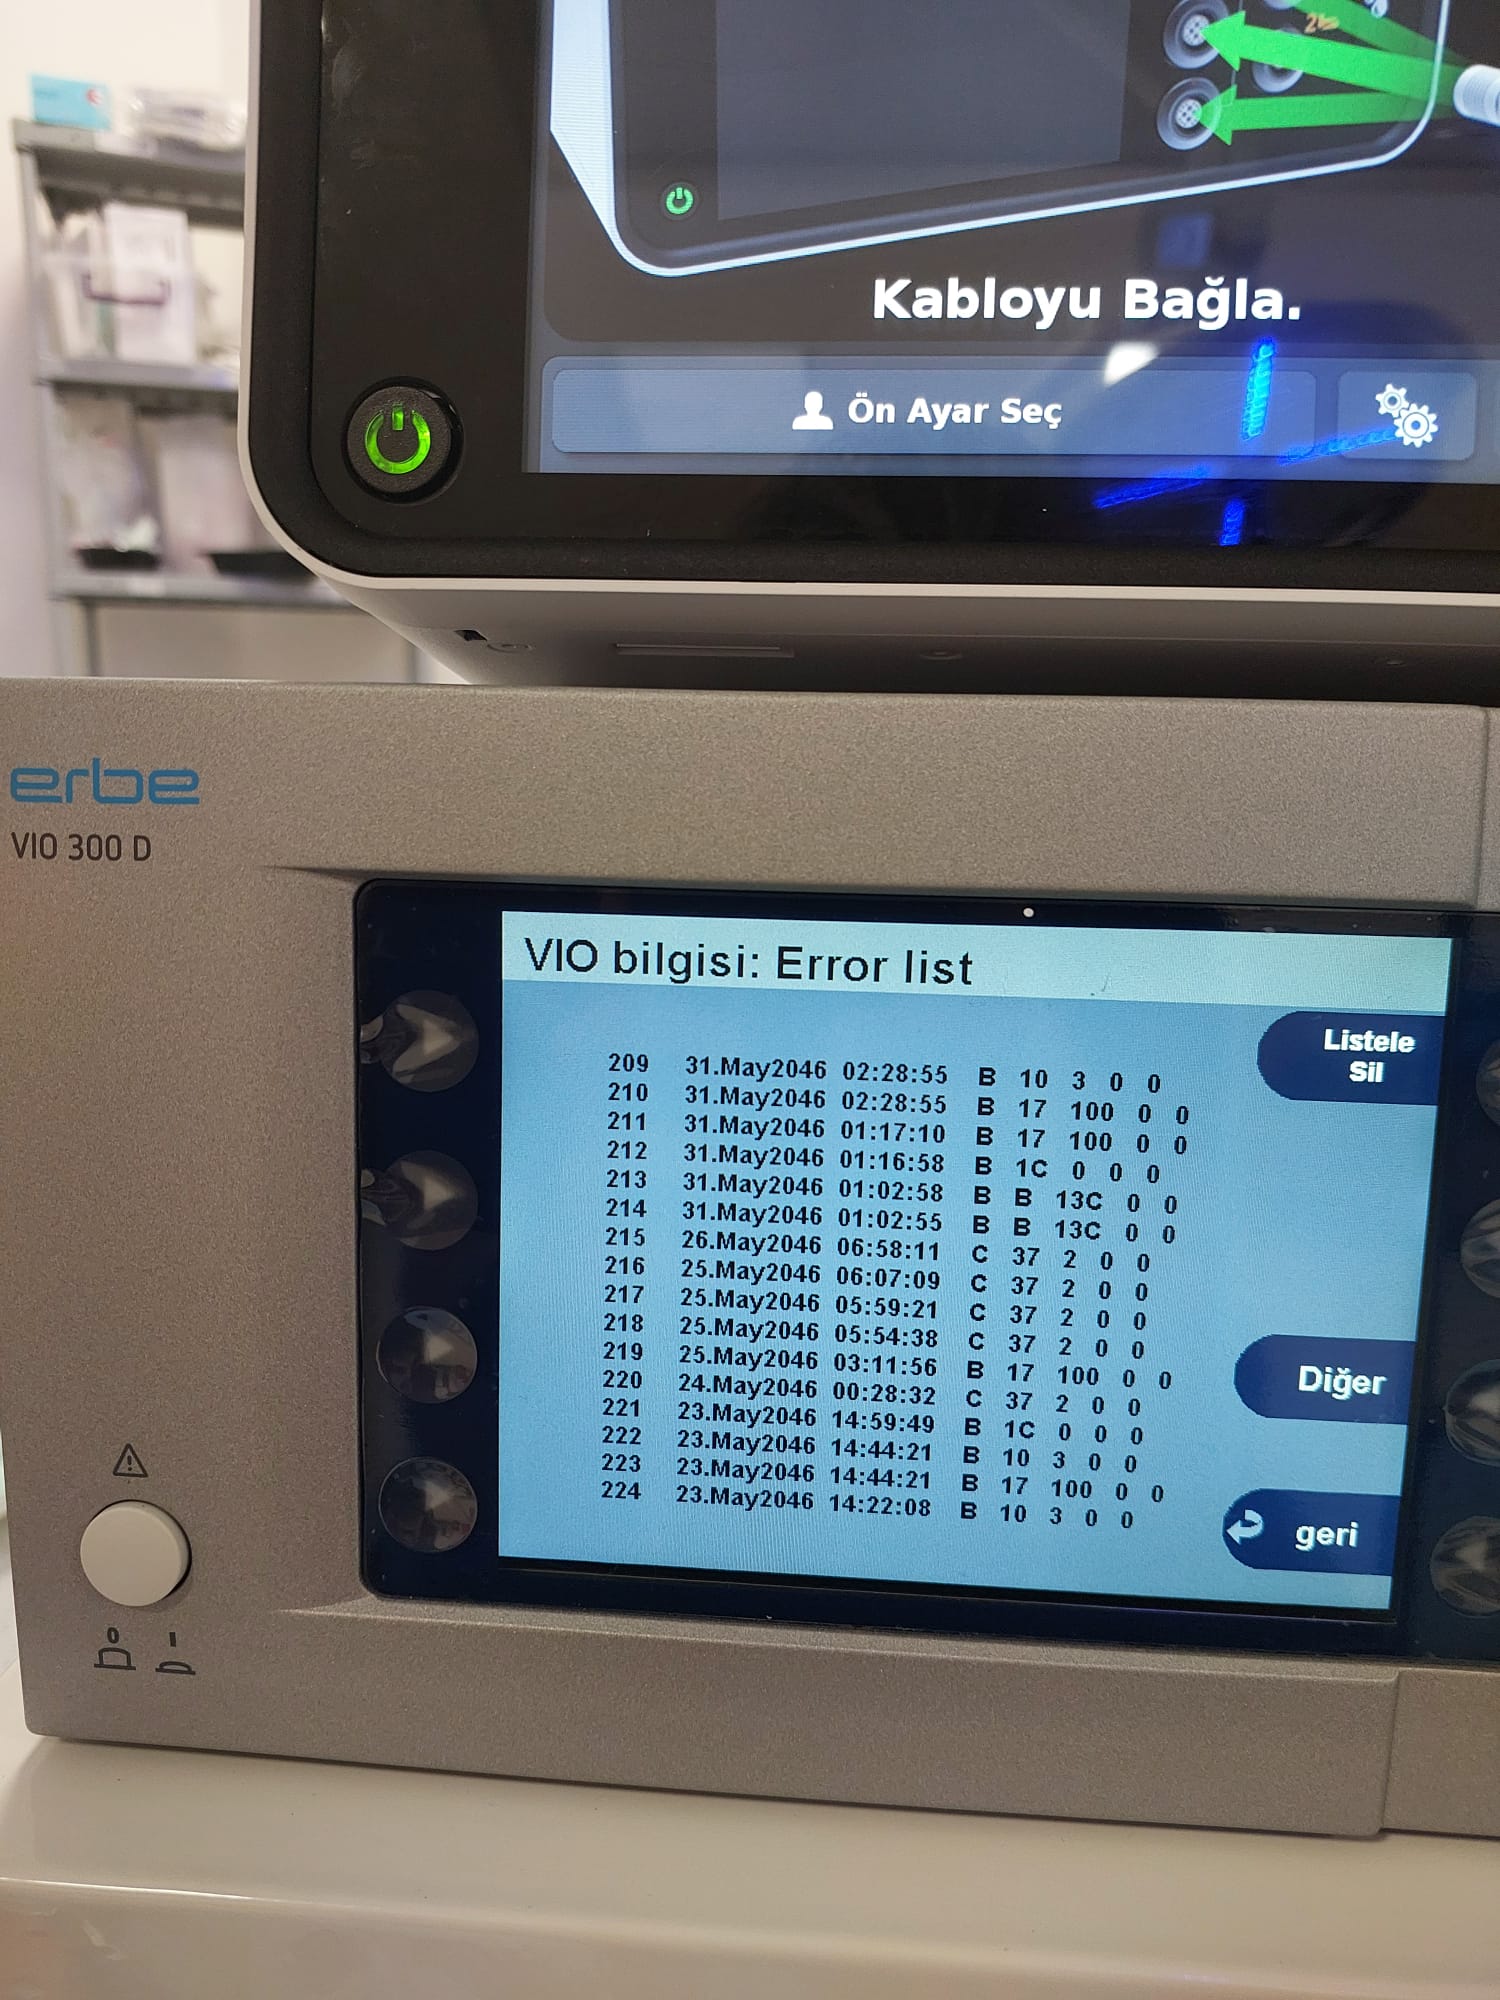 Kabloyu Bağla.
Ön Ayar Seç
erbe
VIO 300 D
VIO bilgisi: Error list
Listele
Sil
209 31.May2046 02:28:55 B 10 3 0 0
210 31.May2046 02:28:55 B 17 100 0 0
211 31.May2046 01:17:10 B 17 100 0 0
212 31.May2046 01:16:58 B 1C 0 0 0
213 31.May2046 01:02:58 B B 13C 0 0
214 31.May2046 01:02:55 B B 13C 0 0
215 26.May2046 06:58:11 C 37 2 0 0
216 25.May2046 06:07:09 C 37 2 0 0
217 25.May2046 05:59:21 C 37 2 0 0
218 25.May2046 05:54:38 C 37 2 0 0
219 25.May2046 03:11:56 B 17 100 0 0
220 24.May2046 00:28:32 C 37 2 0 0
221 23.May2046 14:59:49 B 1C 0 0 0
222 23.May2046 14:44:21 B 10 3 0 0
223 23.May2046 14:44:21 B 17 100 0 0
224 23.May2046 14:22:08 B 10 3 0 0
Diğer
geri
0 I